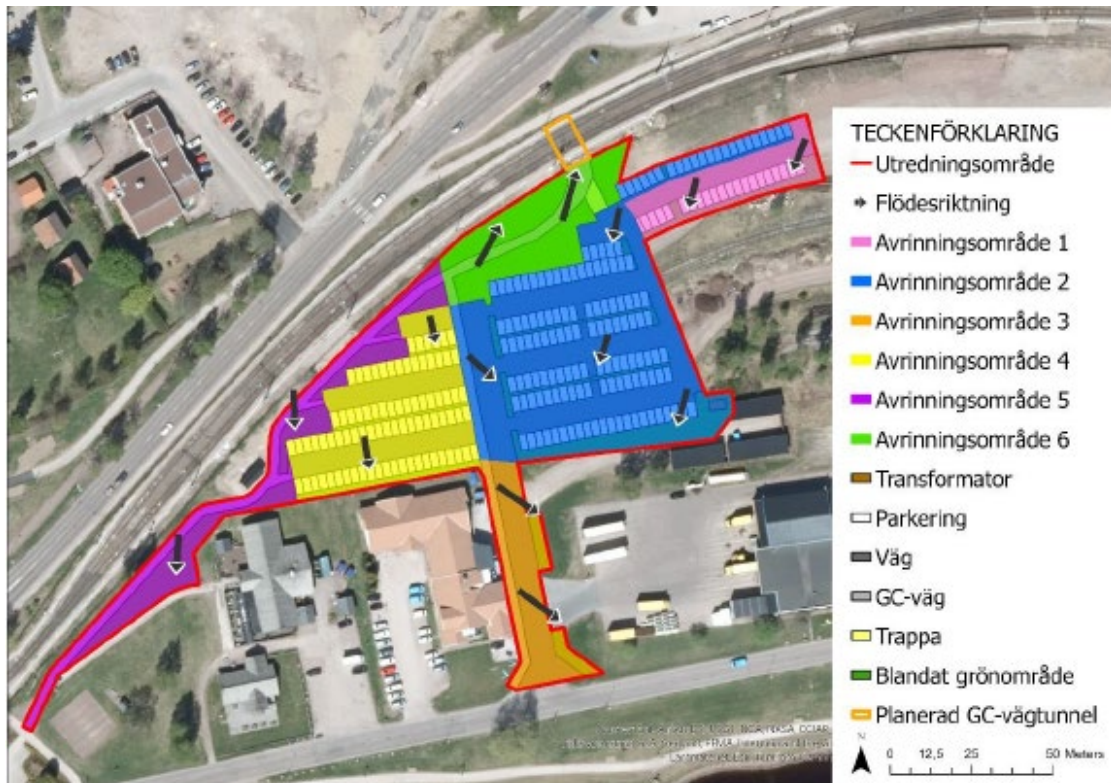 TECKENFÖRKLARING
Utredningsområde
Flödesriktning
Avrinningsområde 1
Avrinningsområde 2
Avrinningsområde 3
Avrinningsområde 4
Avrinningsområde 5
Avrinningsområde 6
Transformator
Parkering
Väg
GC-väg
Trappa
Blandat grönområde
Planerad GC-vägtunnel
N
0 12,5 25 50 Meters